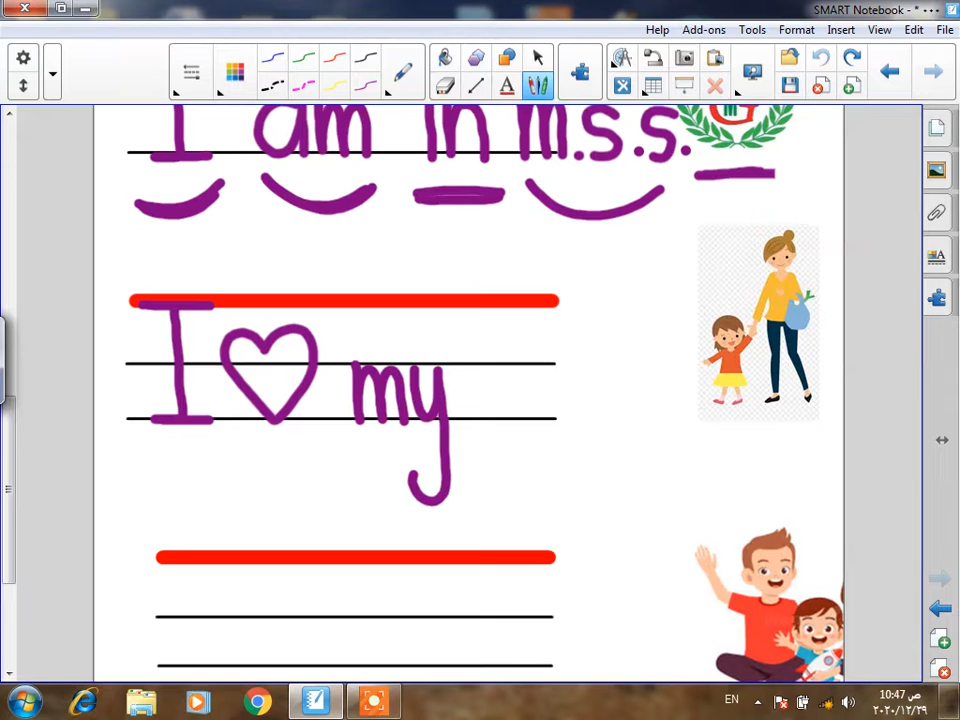 SMART Notebook - * ...
Help Add-ons Tools Format Insert View Edit File
I am in m.s.s.
I ♡ my
EN
10:47 ص
٢٠٢٠/١٢/٢٩